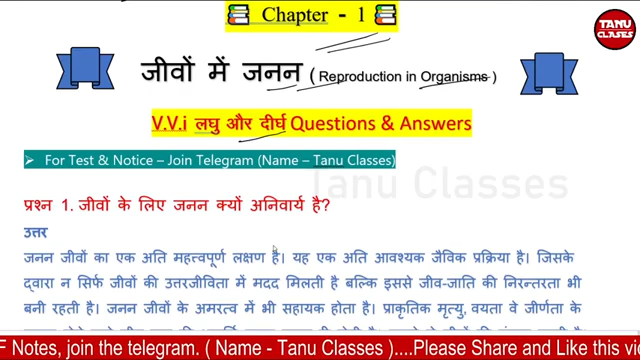 Chapter - 1
TANU
CLASES
जीवों में जनन ( Reproduction in Organisms )
V.V.i लघु और दीर्घ Questions & Answers
For Test & Notice – Join Telegram (Name – Tanu Classes)
Tanu Classes
प्रश्न 1. जीवों के लिए जनन क्यों अनिवार्य है?
उत्तर
जनन जीवों का एक अति महत्त्वपूर्ण लक्षण है। यह एक अति आवश्यक जैविक प्रक्रिया है। जिसके
द्वारा न सिर्फ जीवों की उत्तरजीविता में मदद मिलती है बल्कि इससे जीव-जाति की निरन्तरता भी
बनी रहती है। जनन जीवों के अमरत्व में भी सहायक होता है। प्राकृतिक मृत्यु, वयता वे जीर्णता के
F Notes, join the telegram. ( Name - Tanu Classes )....Please Share and Like this vi